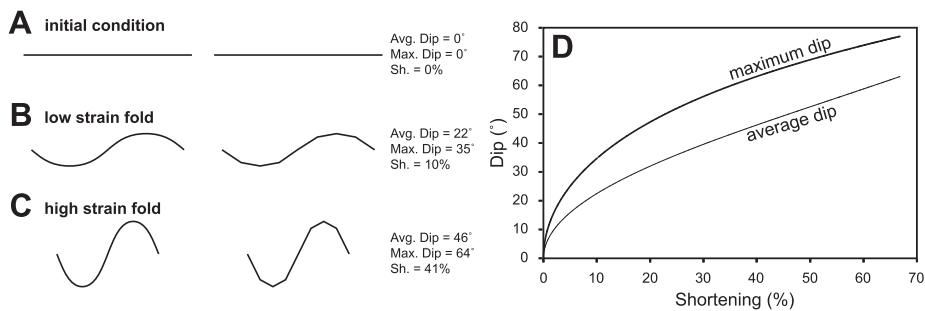 A initial condition
Avg. Dip = 0˚
Max. Dip = 0˚
Sh. = 0%
B low strain fold
Avg. Dip = 22˚
Max. Dip = 35˚
Sh. = 10%
C high strain fold
Avg. Dip = 46˚
Max. Dip = 64˚
Sh. = 41%
D
maximum dip
average dip
Dip (˚)
80
70
60
50
40
30
20
10
0
0 10 20 30 40 50 60 70
Shortening (%)